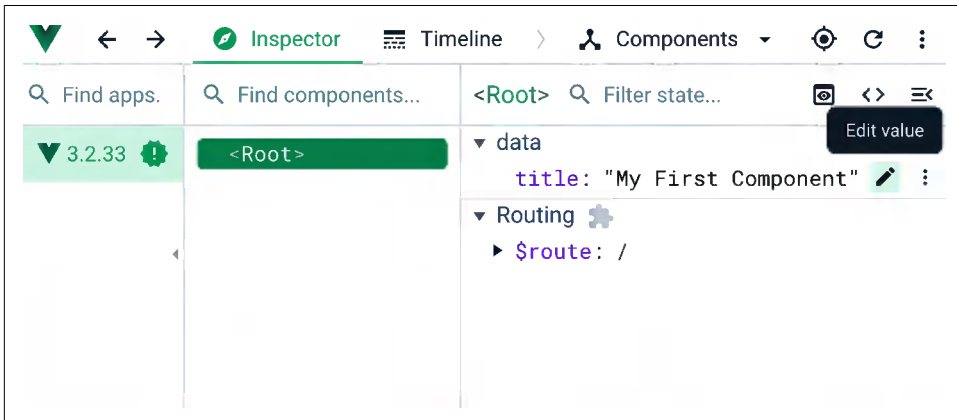 Inspector Timeline Components
Find apps. Find components... <Root> Filter state...
Edit value
3.2.33 <Root> data
title: "My First Component"
Routing
$route: /